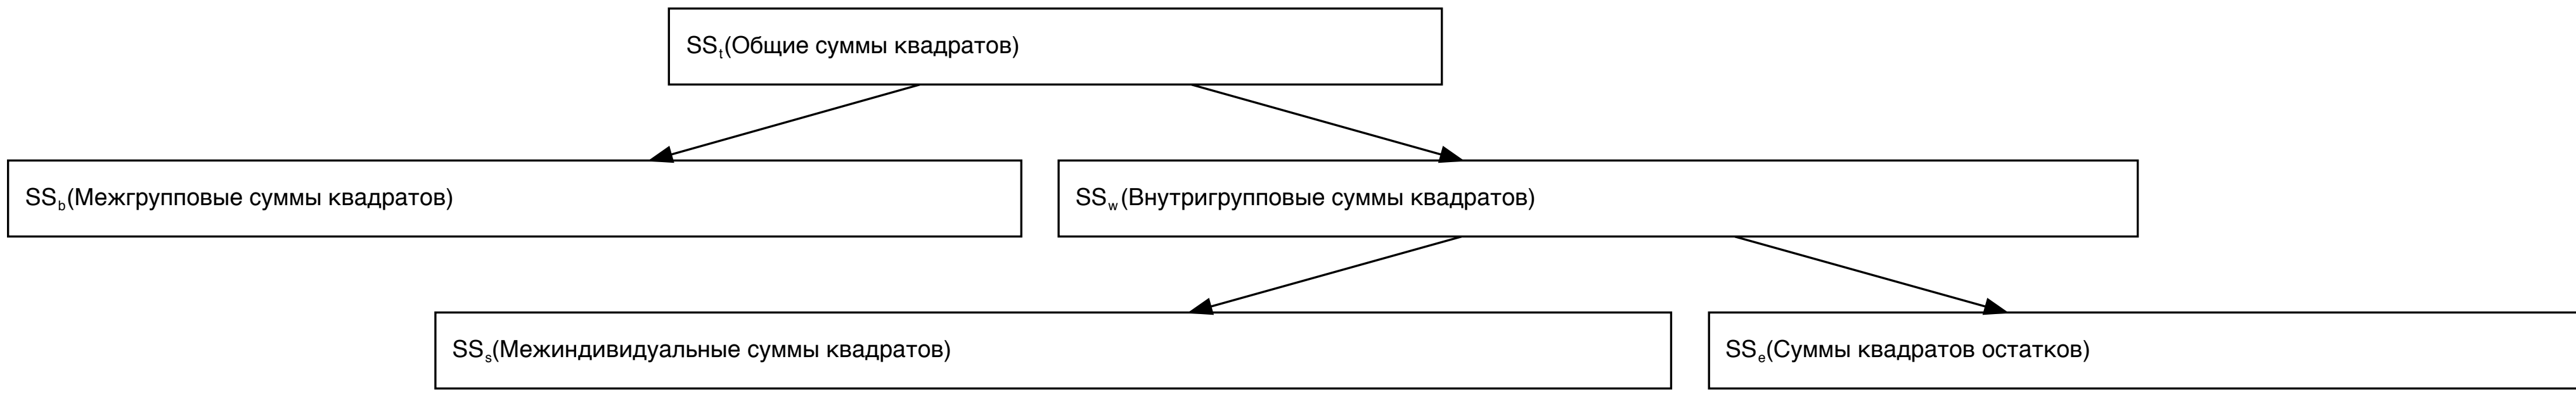 SSt(Общие суммы квадратов)
SSb(Межгрупповые суммы квадратов)
SSw(Внутригрупповые суммы квадратов)
SSs(Межиндивидуальные суммы квадратов)
SSe(Суммы квадратов остатков)